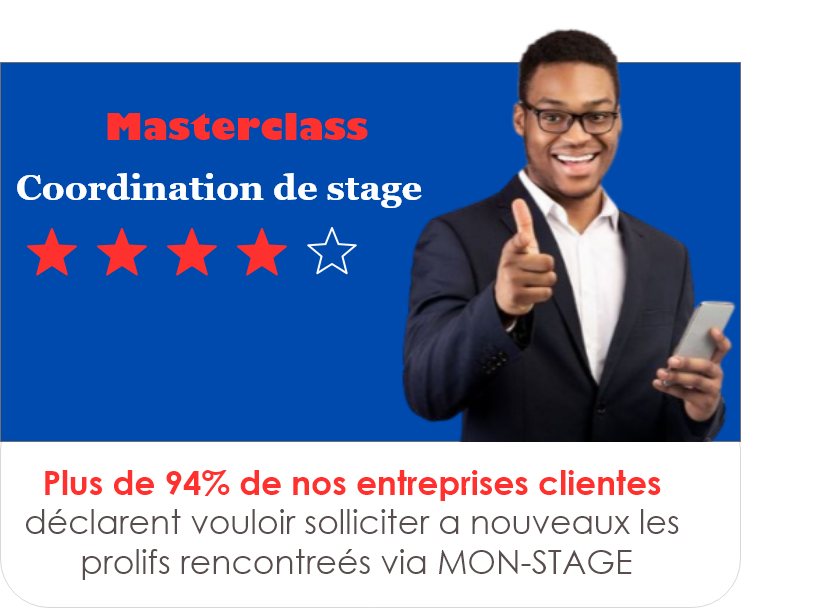 Masterclass
Coordination de stage
Plus de 94% de nos entreprises clientes
déclarent vouloir solliciter a nouveaux les
prolifs rencontreés via MON-STAGE